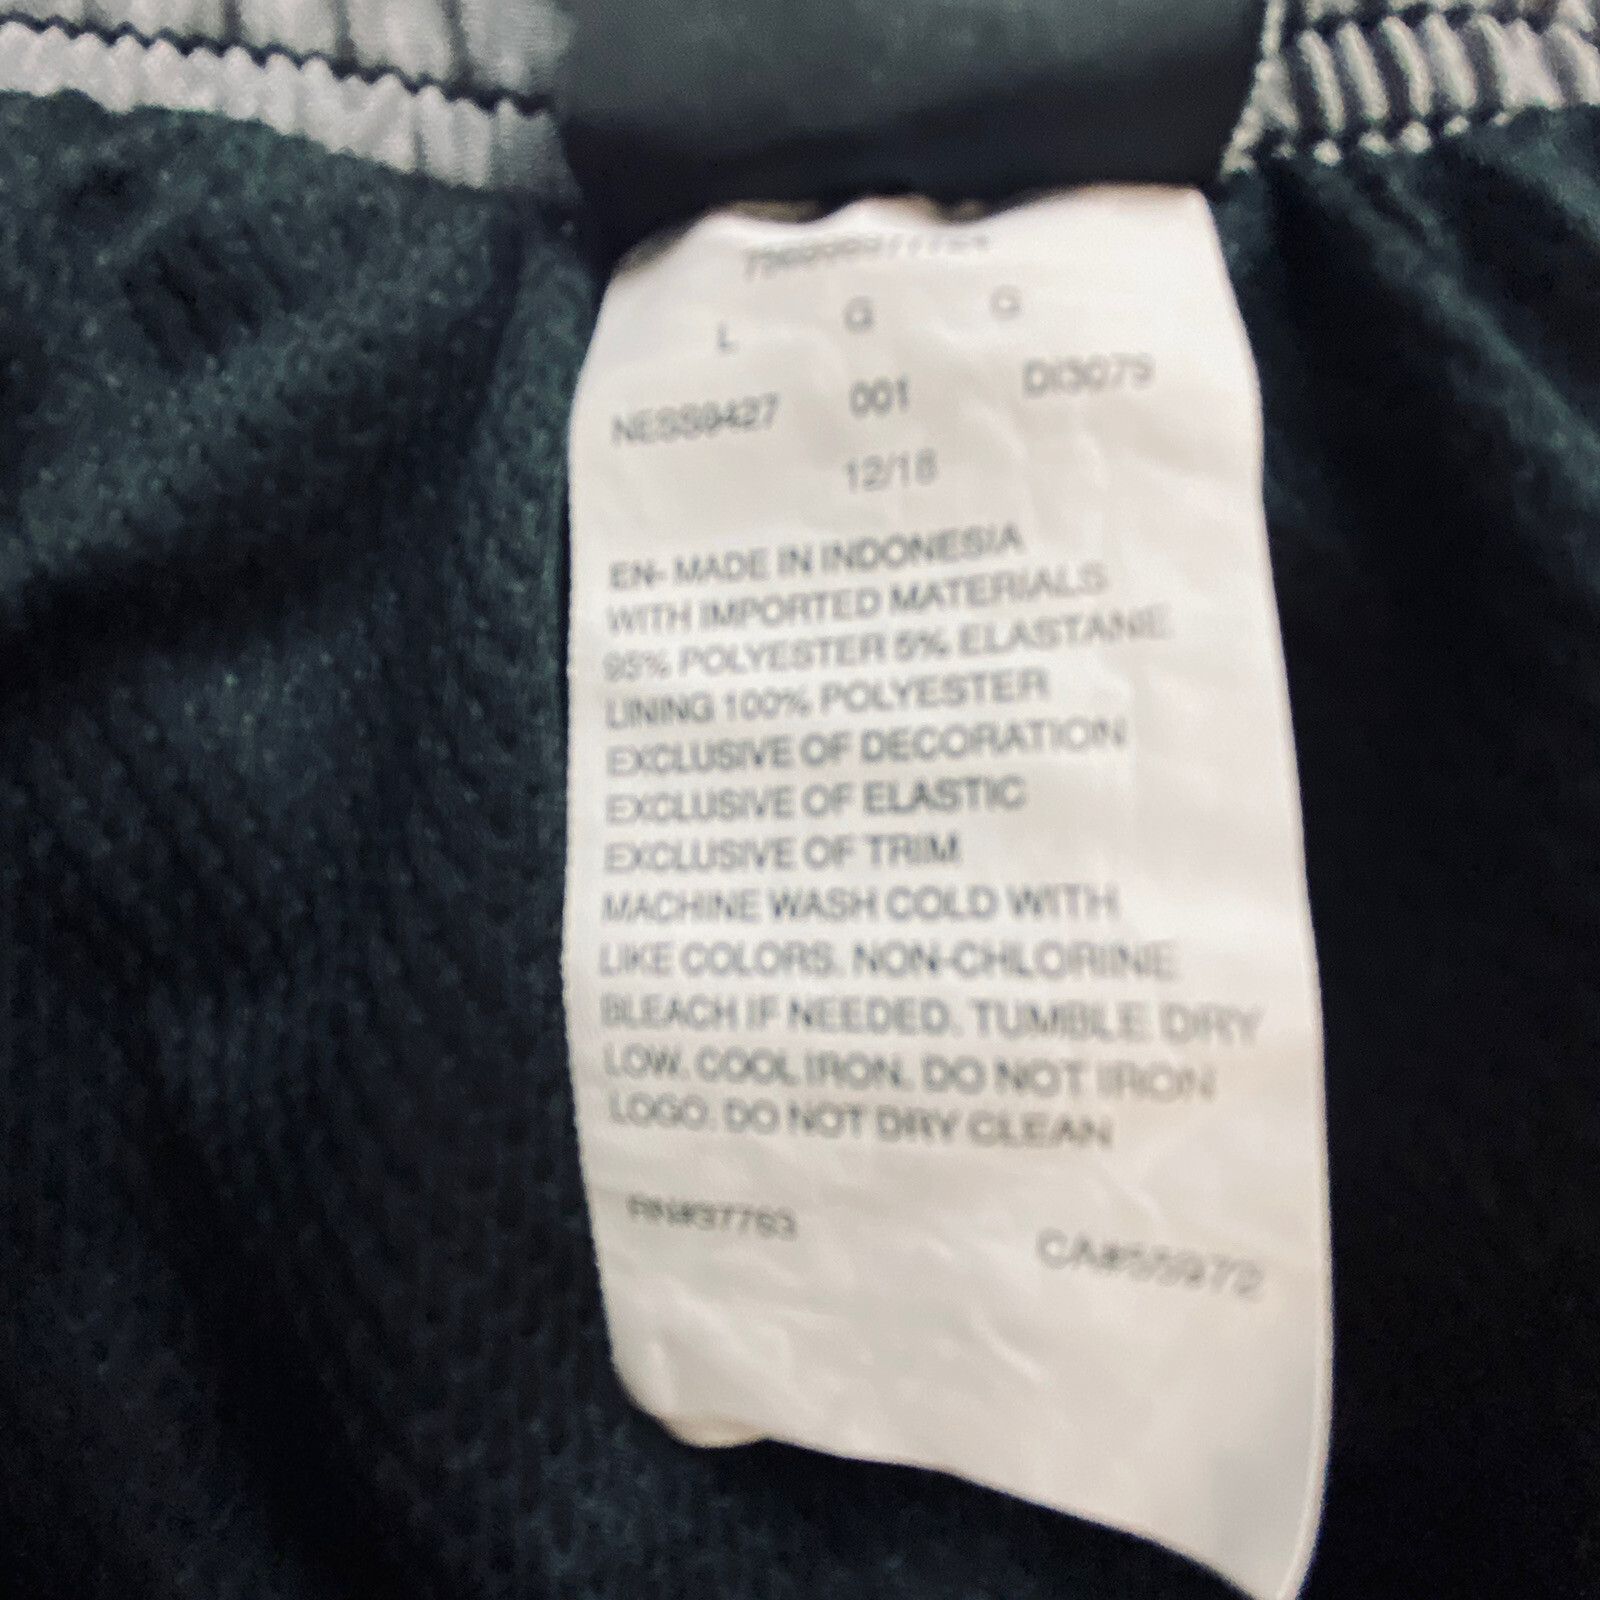 L G G
NESS9427 001 DI3079
12/18
EN- MADE IN INDONESIA
WITH IMPORTED MATERIALS
95% POLYESTER 5% ELASTANE
LINING 100% POLYESTER
EXCLUSIVE OF DECORATION
EXCLUSIVE OF ELASTIC
EXCLUSIVE OF TRIM
MACHINE WASH COLD WITH
LIKE COLORS. NON-CHLORINE
BLEACH IF NEEDED. TUMBLE DRY
LOW. COOL IRON. DO NOT IRON
LOGO. DO NOT DRY CLEAN
RN#37763 CA#55972